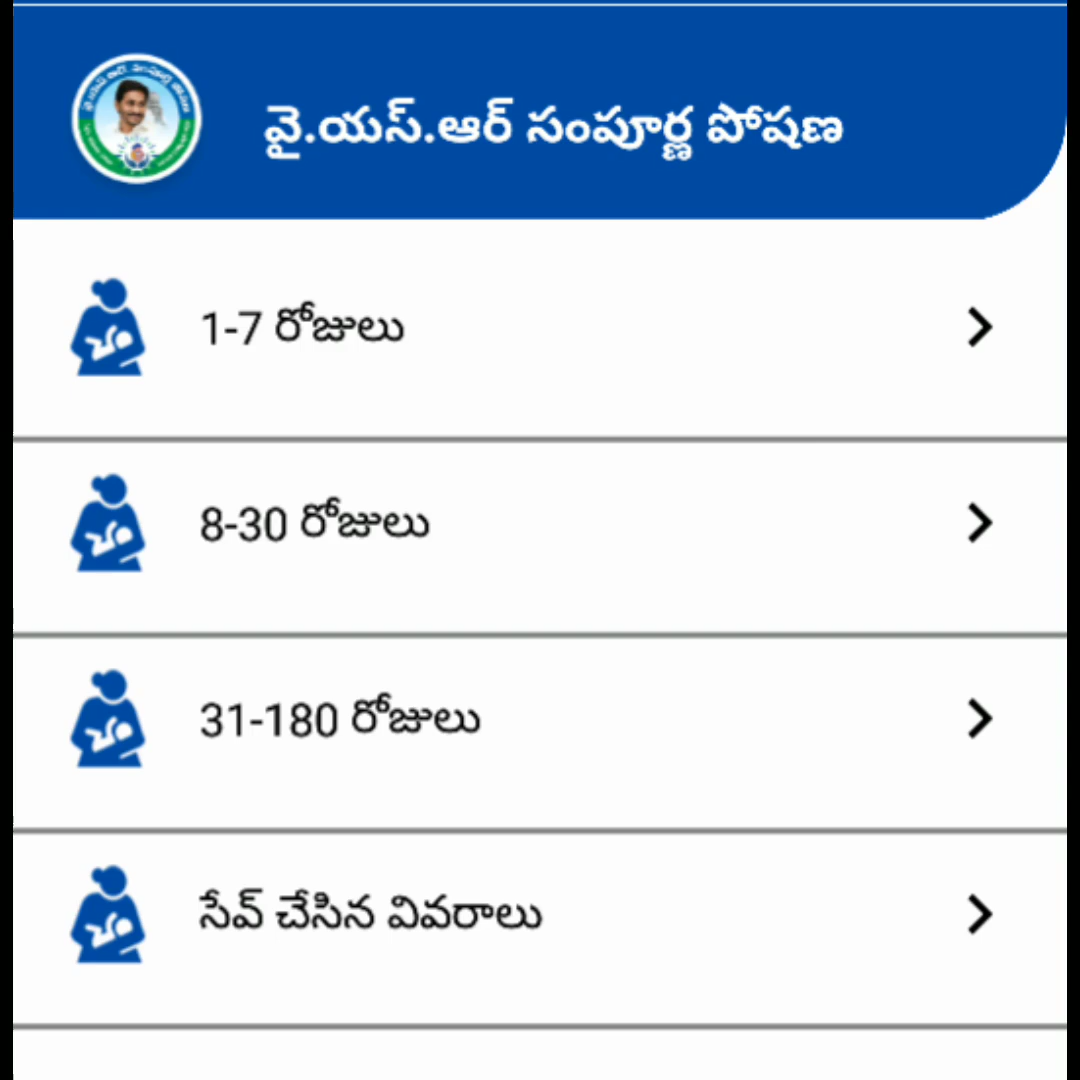 వై.యస్.ఆర్ సంపూర్ణ పోషణ
1-7 రోజులు
8-30 రోజులు
31-180 రోజులు
సేవ్ చేసిన వివరాలు